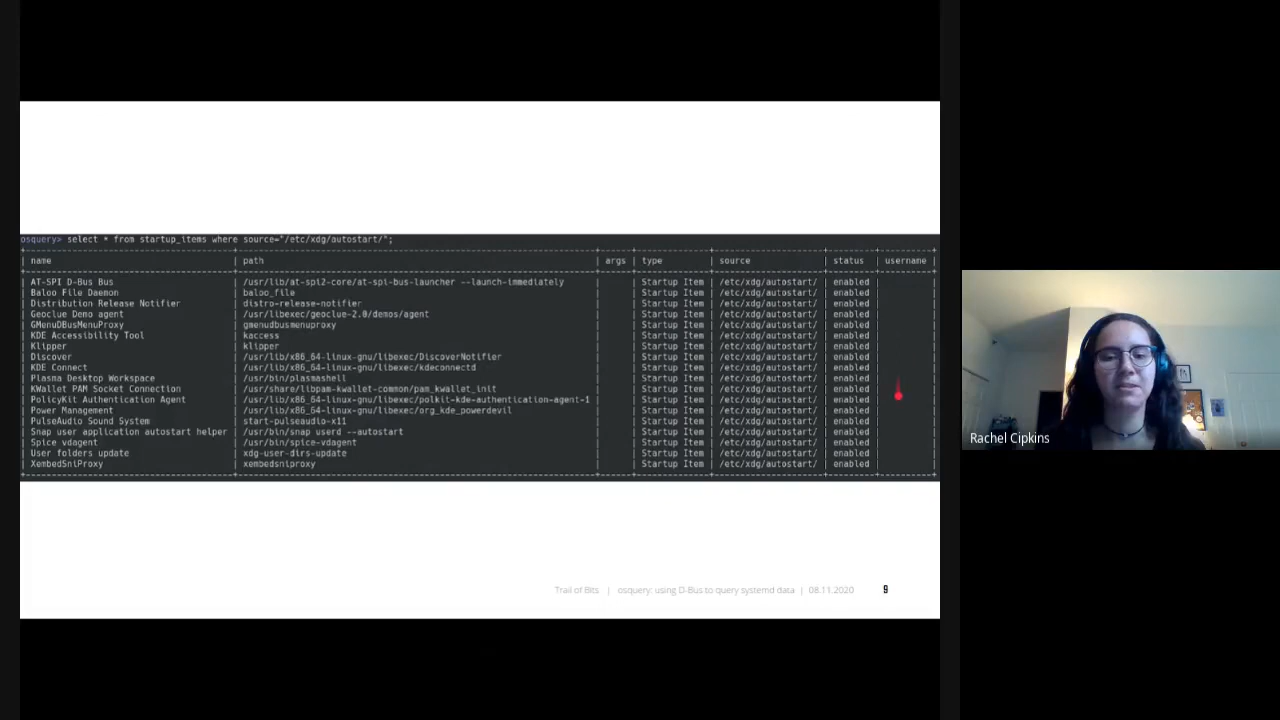 osquery> select * from startup_items where source="/etc/xdg/autostart/";
| name | path | args | type | source | status | username |
| AT-SPI D-Bus Bus | /usr/lib/at-spi2-core/at-spi-bus-launcher --launch-immediately | | Startup Item | /etc/xdg/autostart/ | enabled | |
| Baloo File Daemon | baloo_file | | Startup Item | /etc/xdg/autostart/ | enabled | |
| Distribution Release Notifier | distro-release-notifier | | Startup Item | /etc/xdg/autostart/ | enabled | |
| Geoclue Demo agent | /usr/libexec/geoclue-2.0/demos/agent | | Startup Item | /etc/xdg/autostart/ | enabled | |
| GMenuDBusMenuProxy | gmenudbusmenuproxy | | Startup Item | /etc/xdg/autostart/ | enabled | |
| KDE Accessibility Tool | kaccess | | Startup Item | /etc/xdg/autostart/ | enabled | |
| Klipper | klipper | | Startup Item | /etc/xdg/autostart/ | enabled | |
| Discover | /usr/lib/x86_64-linux-gnu/libexec/DiscoverNotifier | | Startup Item | /etc/xdg/autostart/ | enabled | |
| KDE Connect | /usr/lib/x86_64-linux-gnu/libexec/kdeconnectd | | Startup Item | /etc/xdg/autostart/ | enabled | |
| Plasma Desktop Workspace | /usr/bin/plasmashell | | Startup Item | /etc/xdg/autostart/ | enabled | |
| KWallet PAM Socket Connection | /usr/share/libpam-kwallet-common/pam_kwallet_init | | Startup Item | /etc/xdg/autostart/ | enabled | |
| PolicyKit Authentication Agent | /usr/lib/x86_64-linux-gnu/libexec/polkit-kde-authentication-agent-1 | | Startup Item | /etc/xdg/autostart/ | enabled | |
| Power Management | /usr/lib/x86_64-linux-gnu/libexec/org_kde_powerdevil | | Startup Item | /etc/xdg/autostart/ | enabled | |
| PulseAudio Sound System | start-pulseaudio-x11 | | Startup Item | /etc/xdg/autostart/ | enabled | |
| Snap user application autostart helper | /usr/bin/snap userd --autostart | | Startup Item | /etc/xdg/autostart/ | enabled | |
| Spice vdagent | /usr/bin/spice-vdagent | | Startup Item | /etc/xdg/autostart/ | enabled | |
| User folders update | xdg-user-dirs-update | | Startup Item | /etc/xdg/autostart/ | enabled | |
| XembedSniProxy | xembedsniproxy | | Startup Item | /etc/xdg/autostart/ | enabled | |
Rachel Cipkins
Trail of Bits | osquery: using D-Bus to query systemd data | 08.11.2020 9